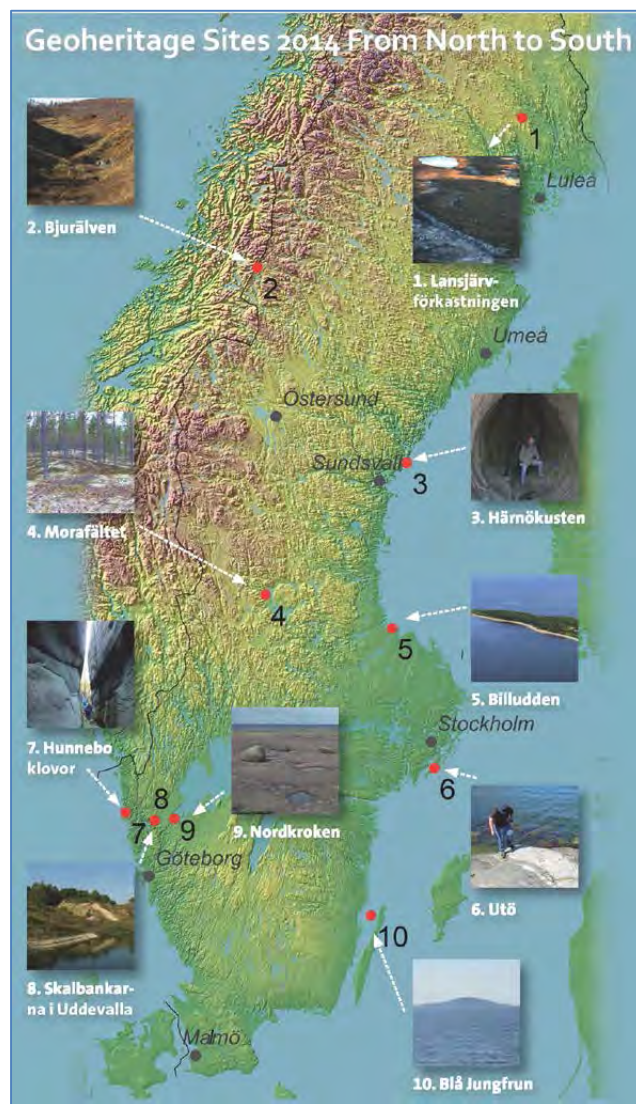 Geoheritage Sites 2014 From North to South
1
Luleå
2. Bjurälven
1. Lansjärv-
förkastningen
2
Umeå
Östersund
Sundsvall
3
4. Morafältet
3. Härnökusten
4
5
5. Billudden
Stockholm
7. Hunnebo
klovor
8
9. Nordkroken
6
7
9
Göteborg
6. Utö
8. Skalbankar-
na i Uddevalla
10
Malmö
10. Blå Jungfrun